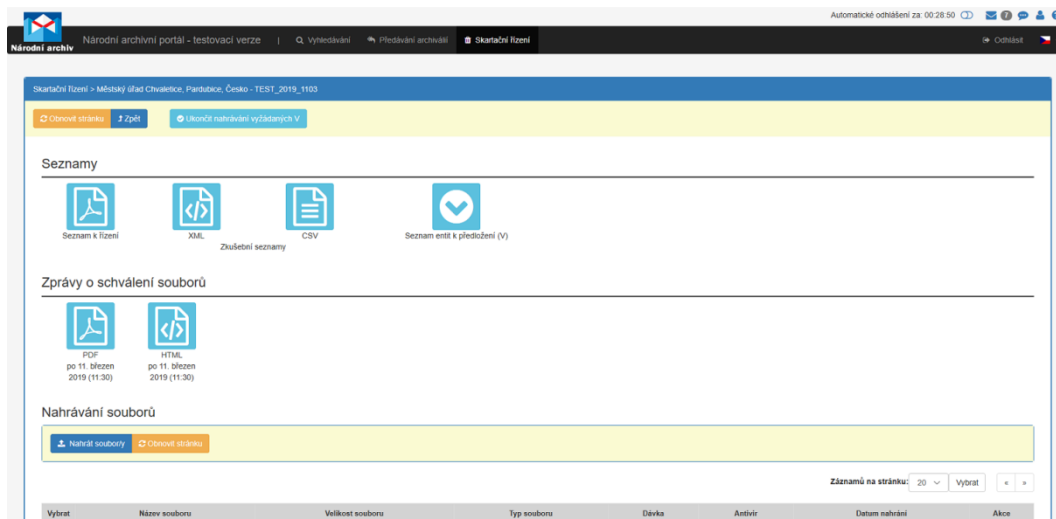 Automatické odhlášení za: 00:28:50
Národní archiv
Národní archivní portál - testovací verze | Vyhledávání Předávání archiválií Skartační řízení Odhlásit
Skartační řízení > Městský úřad Chvaletice, Pardubice, Česko - TEST_2019_1103
Obnovit stránku Zpět Ukončit nahrávání vyžádaných V
Seznamy
Seznam k řízení XML CSV Seznam entit k předložení (V)
Zkušební seznamy
Zprávy o schválení souborů
PDF HTML
po 11. březen po 11. březen
2019 (11:30) 2019 (11:30)
Nahrávání souborů
Nahrát soubor/y Obnovit stránku
Záznamů na stránku: 20 Vybrat « »
Vybrat Název souboru Velikost souboru Typ souboru Dávka Antivir Datum nahrání Akce